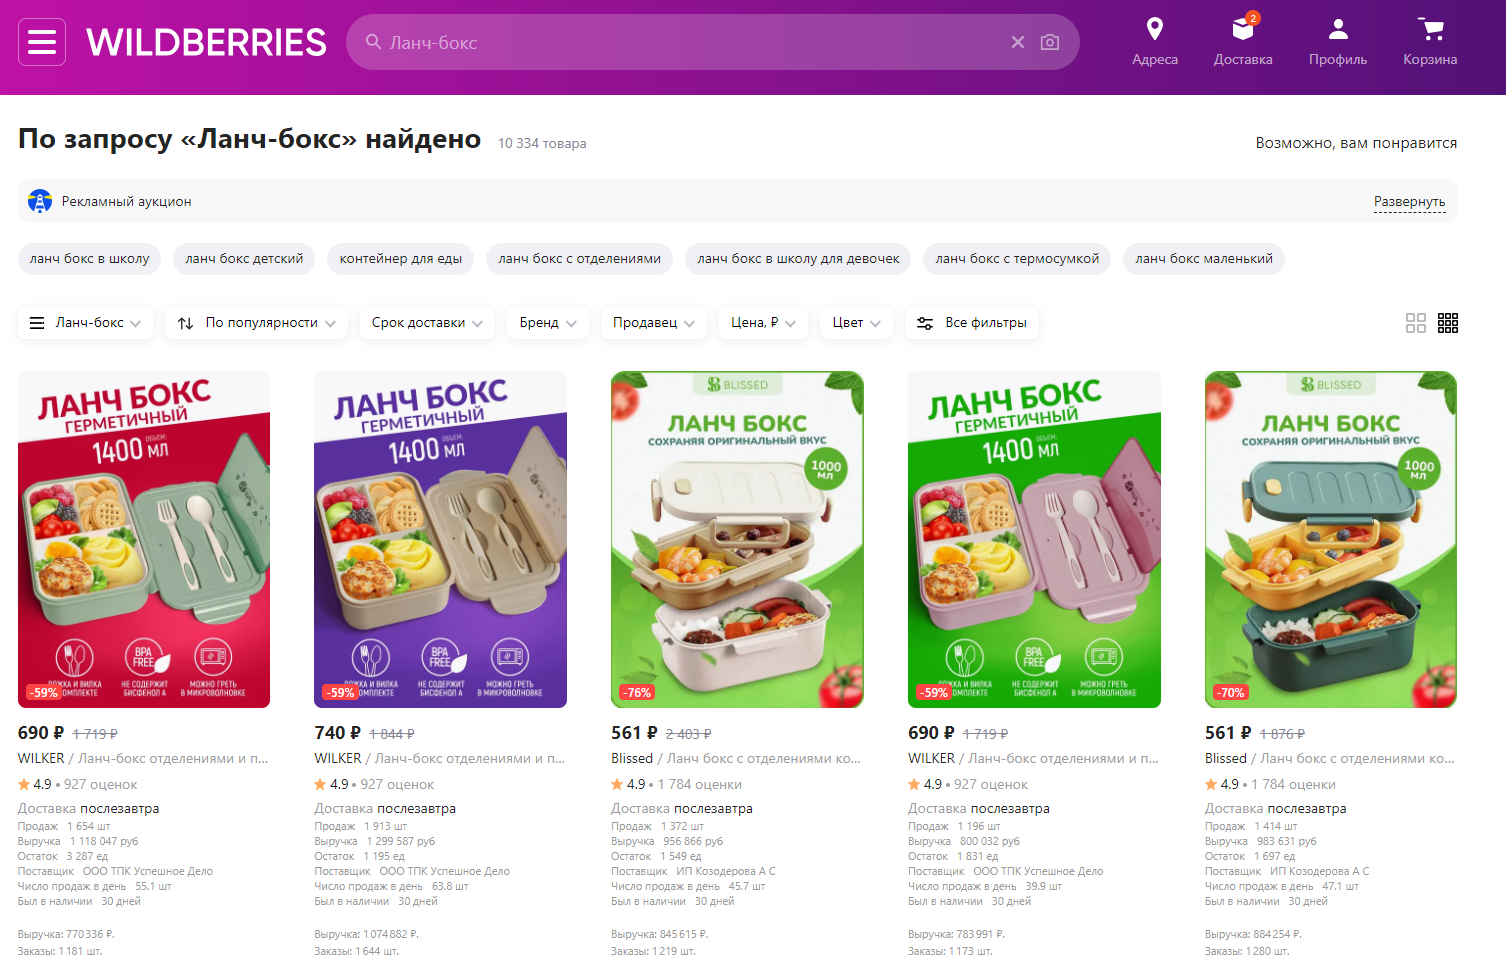 WILDBERRIES
Ланч-бокс
Адреса
2
Доставка
Профиль
Корзина
По запросу «Ланч-бокс» найдено 10 334 товара
Возможно, вам понравится
Рекламный аукцион
Развернуть
ланч бокс в школу
ланч бокс детский
контейнер для еды
ланч бокс с отделениями
ланч бокс в школу для девочек
ланч бокс с термосумкой
ланч бокс маленький
Ланч-бокс
По популярности
Срок доставки
Бренд
Продавец
Цена, ₽
Цвет
Все фильтры
ЛАНЧ БОКС
ГЕРМЕТИЧНЫЙ
ОБЪЕМ:
1400 МЛ
BPA
FREE
ЖКА И ВИЛКА
ОМПЛЕКТЕ
НЕ СОДЕРЖИТ
БИСФЕНОЛ А
МОЖНО ГРЕТЬ
В МИКРОВОЛНОВКЕ
-59%
690 ₽ 1 719 ₽
WILKER / Ланч-бокс отделениями и п...
4.9 • 927 оценок
Доставка послезавтра
Продаж 1 654 шт
Выручка 1 118 047 руб
Остаток 3 287 ед
Поставщик ООО ТПК Успешное Дело
Число продаж в день 55.1 шт
Был в наличии 30 дней
Выручка: 770 336 ₽.
Заказы: 1 181 шт.
ЛАНЧ БОКС
ГЕРМЕТИЧНЫЙ
ОБЪЕМ:
1400 МЛ
BPA
FREE
ЖКА И ВИЛКА
ОМПЛЕКТЕ
НЕ СОДЕРЖИТ
БИСФЕНОЛ А
МОЖНО ГРЕТЬ
В МИКРОВОЛНОВКЕ
-59%
740 ₽ 1 844 ₽
WILKER / Ланч-бокс отделениями и п...
4.9 • 927 оценок
Доставка послезавтра
Продаж 1 913 шт
Выручка 1 299 587 руб
Остаток 1 195 ед
Поставщик ООО ТПК Успешное Дело
Число продаж в день 63.8 шт
Был в наличии 30 дней
Выручка: 1 074 882 ₽.
Заказы: 1 644 шт.
BLISSED
ЛАНЧ БОКС
СОХРАНЯЯ ОРИГИНАЛЬНЫЙ ВКУС
1000
МЛ
-76%
561 ₽ 2 403 ₽
Blissed / Ланч бокс с отделениями ко...
4.9 • 1 784 оценки
Доставка послезавтра
Продаж 1 372 шт
Выручка 956 866 руб
Остаток 1 549 ед
Поставщик ИП Козодерова А С
Число продаж в день 45.7 шт
Был в наличии 30 дней
Выручка: 845 615 ₽.
Заказы: 1 219 шт.
ЛАНЧ БОКС
ГЕРМЕТИЧНЫЙ
ОБЪЕМ:
1400 МЛ
BPA
FREE
ЖКА И ВИЛКА
ОМПЛЕКТЕ
НЕ СОДЕРЖИТ
БИСФЕНОЛ А
МОЖНО ГРЕТЬ
В МИКРОВОЛНОВКЕ
-59%
690 ₽ 1 719 ₽
WILKER / Ланч-бокс отделениями и п...
4.9 • 927 оценок
Доставка послезавтра
Продаж 1 196 шт
Выручка 800 032 руб
Остаток 1 831 ед
Поставщик ООО ТПК Успешное Дело
Число продаж в день 39.9 шт
Был в наличии 30 дней
Выручка: 783 991 ₽.
Заказы: 1 173 шт.
BLISSED
ЛАНЧ БОКС
СОХРАНЯЯ ОРИГИНАЛЬНЫЙ ВКУС
1000
МЛ
-70%
561 ₽ 1 876 ₽
Blissed / Ланч бокс с отделениями ко...
4.9 • 1 784 оценки
Доставка послезавтра
Продаж 1 414 шт
Выручка 983 631 руб
Остаток 1 697 ед
Поставщик ИП Козодерова А С
Число продаж в день 47.1 шт
Был в наличии 30 дней
Выручка: 884 254 ₽.
Заказы: 1 280 шт.